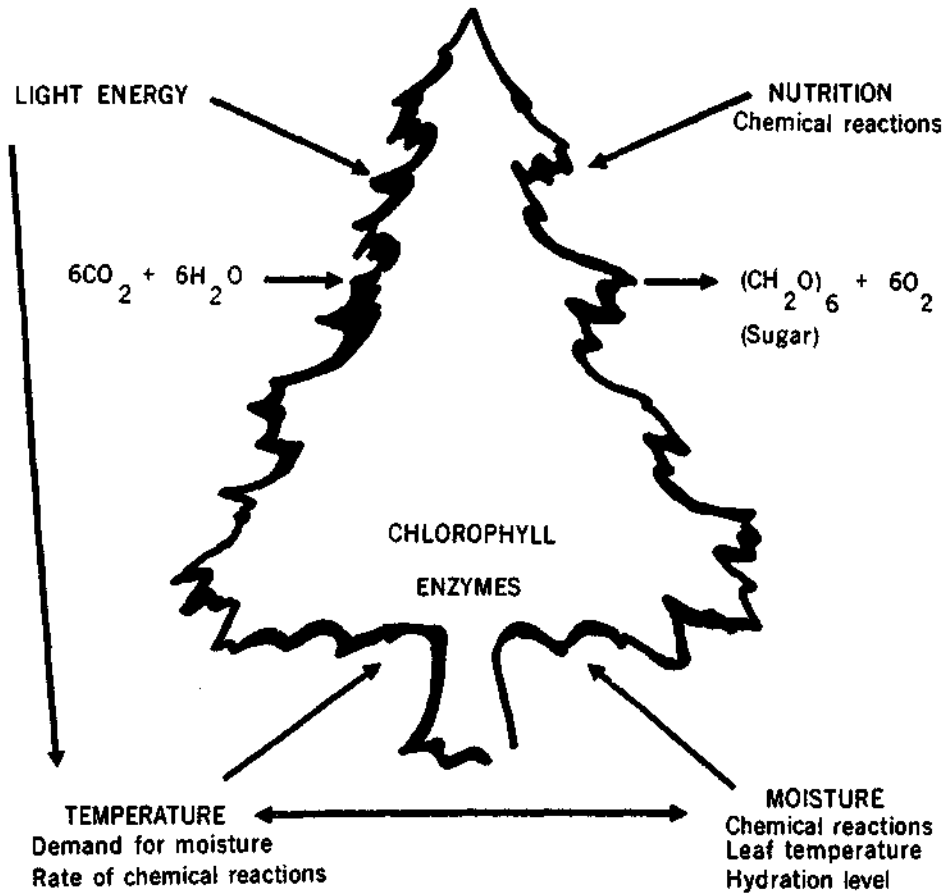 LIGHT ENERGY
NUTRITION
Chemical reactions
6CO2 + 6H2O
(CH2O)6 + 6O2
(Sugar)
CHLOROPHYLL
ENZYMES
TEMPERATURE
Demand for moisture
Rate of chemical reactions
MOISTURE
Chemical reactions
Leaf temperature
Hydration level